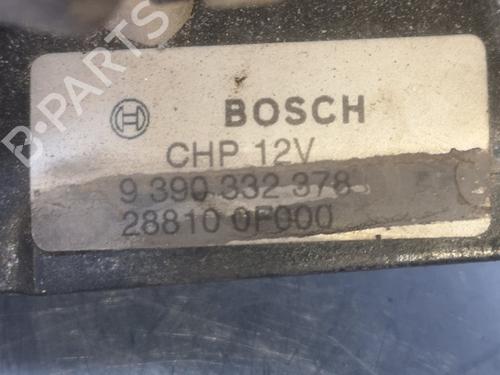 BOSCH
CHP 12V
9 390 332 378
28810 0F000
B-PARTS